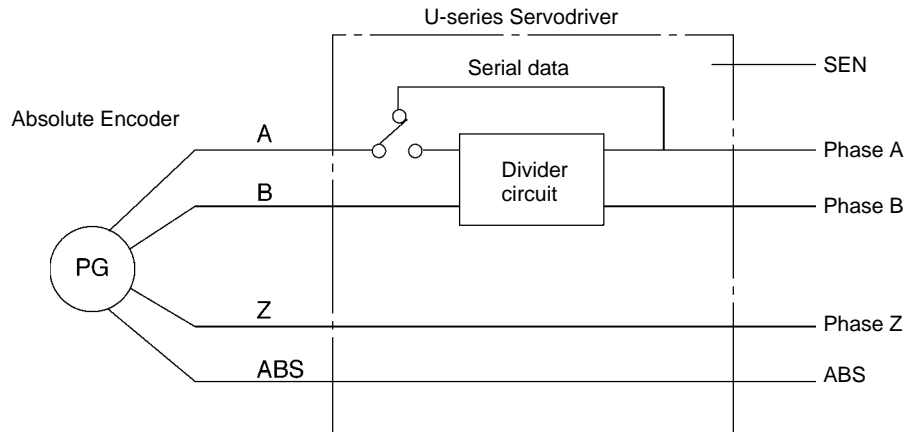 U-series Servodriver
SEN
Serial data
Absolute Encoder
A
Phase A
Divider
circuit
B
Phase B
PG
Z
Phase Z
ABS
ABS